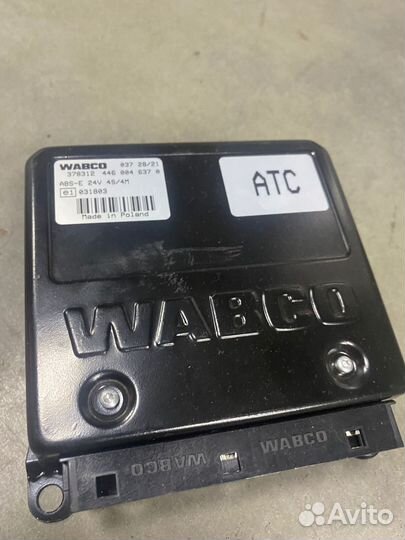 WABCO 037 28/21
378312 446 004 637 0
ABS-E 24V 4S/4M
e1 031803
Made in Poland
ATC
WABCO
WABCO WABCO
Avito